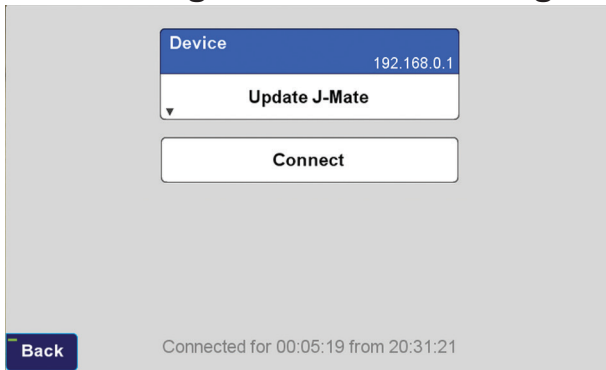 Device
192.168.0.1
Update J-Mate
Connect
Back
Connected for 00:05:19 from 20:31:21